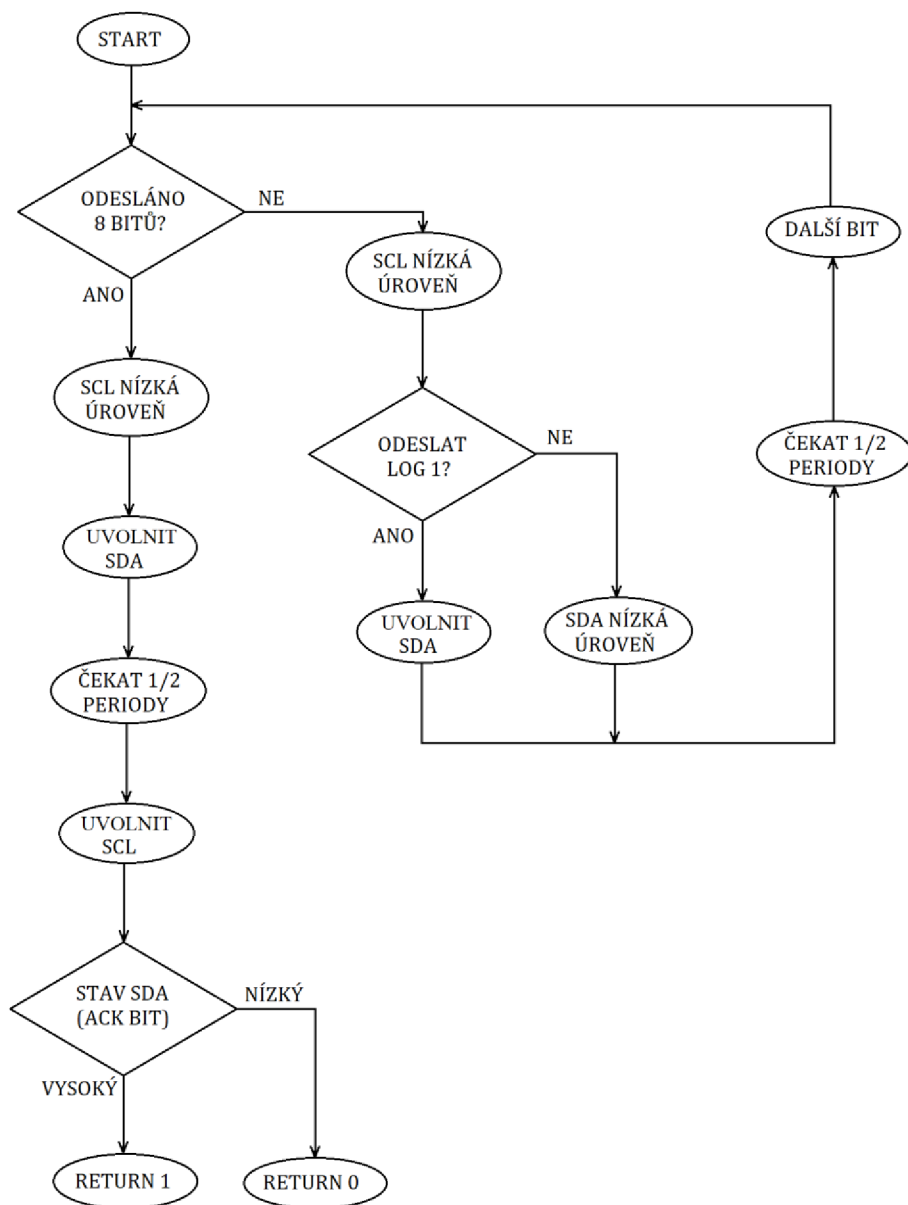 START
ODESLÁNO
8 BITŮ?
NE
ANO
SCL NÍZKÁ
ÚROVEŇ
DALŠÍ BIT
SCL NÍZKÁ
ÚROVEŇ
ODESLAT
LOG 1?
NE
ANO
ČEKAT 1/2
PERIODY
UVOLNIT
SDA
UVOLNIT
SDA
SDA NÍZKÁ
ÚROVEŇ
ČEKAT 1/2
PERIODY
UVOLNIT
SCL
STAV SDA
(ACK BIT)
NÍZKÝ
VYSOKÝ
RETURN 1
RETURN 0